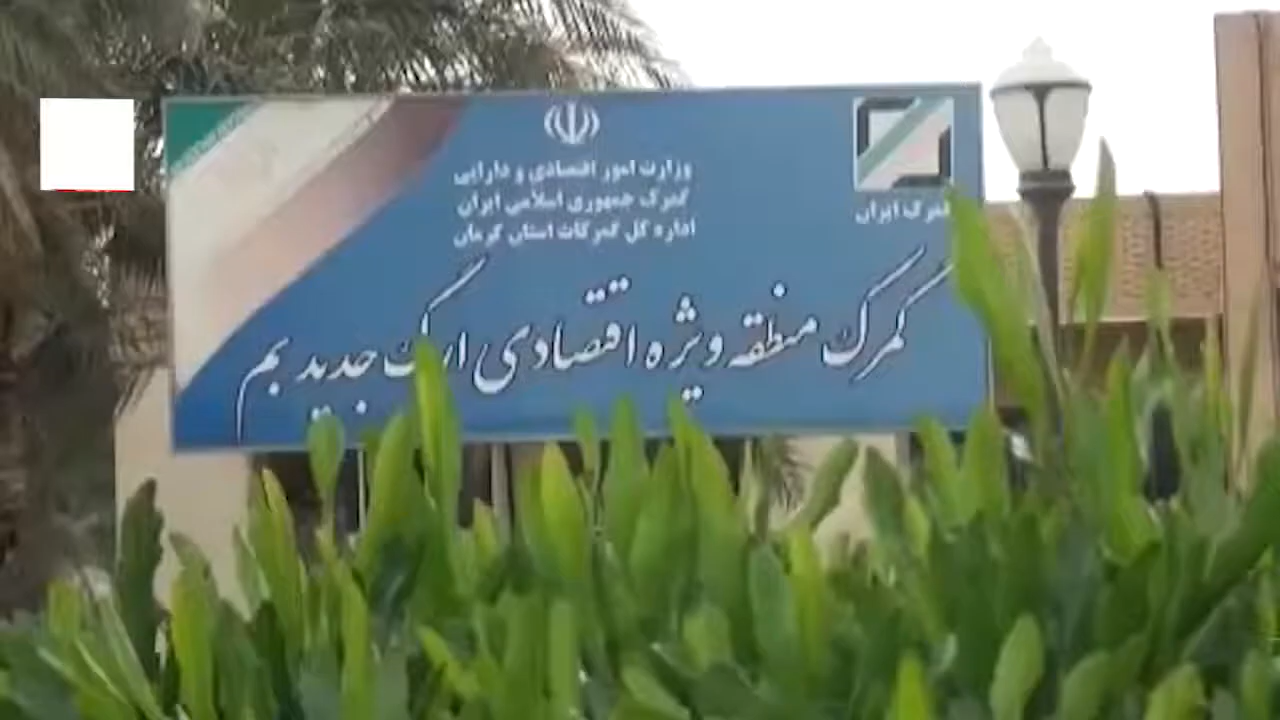 وزارت امور اقتصادی و دارایی
گمرک جمهوری اسلامی ایران
اداره کل گمرکات استان کرمان
گمرک ایران
گمرک منطقه ویژه اقتصادی ارگ جدید بم